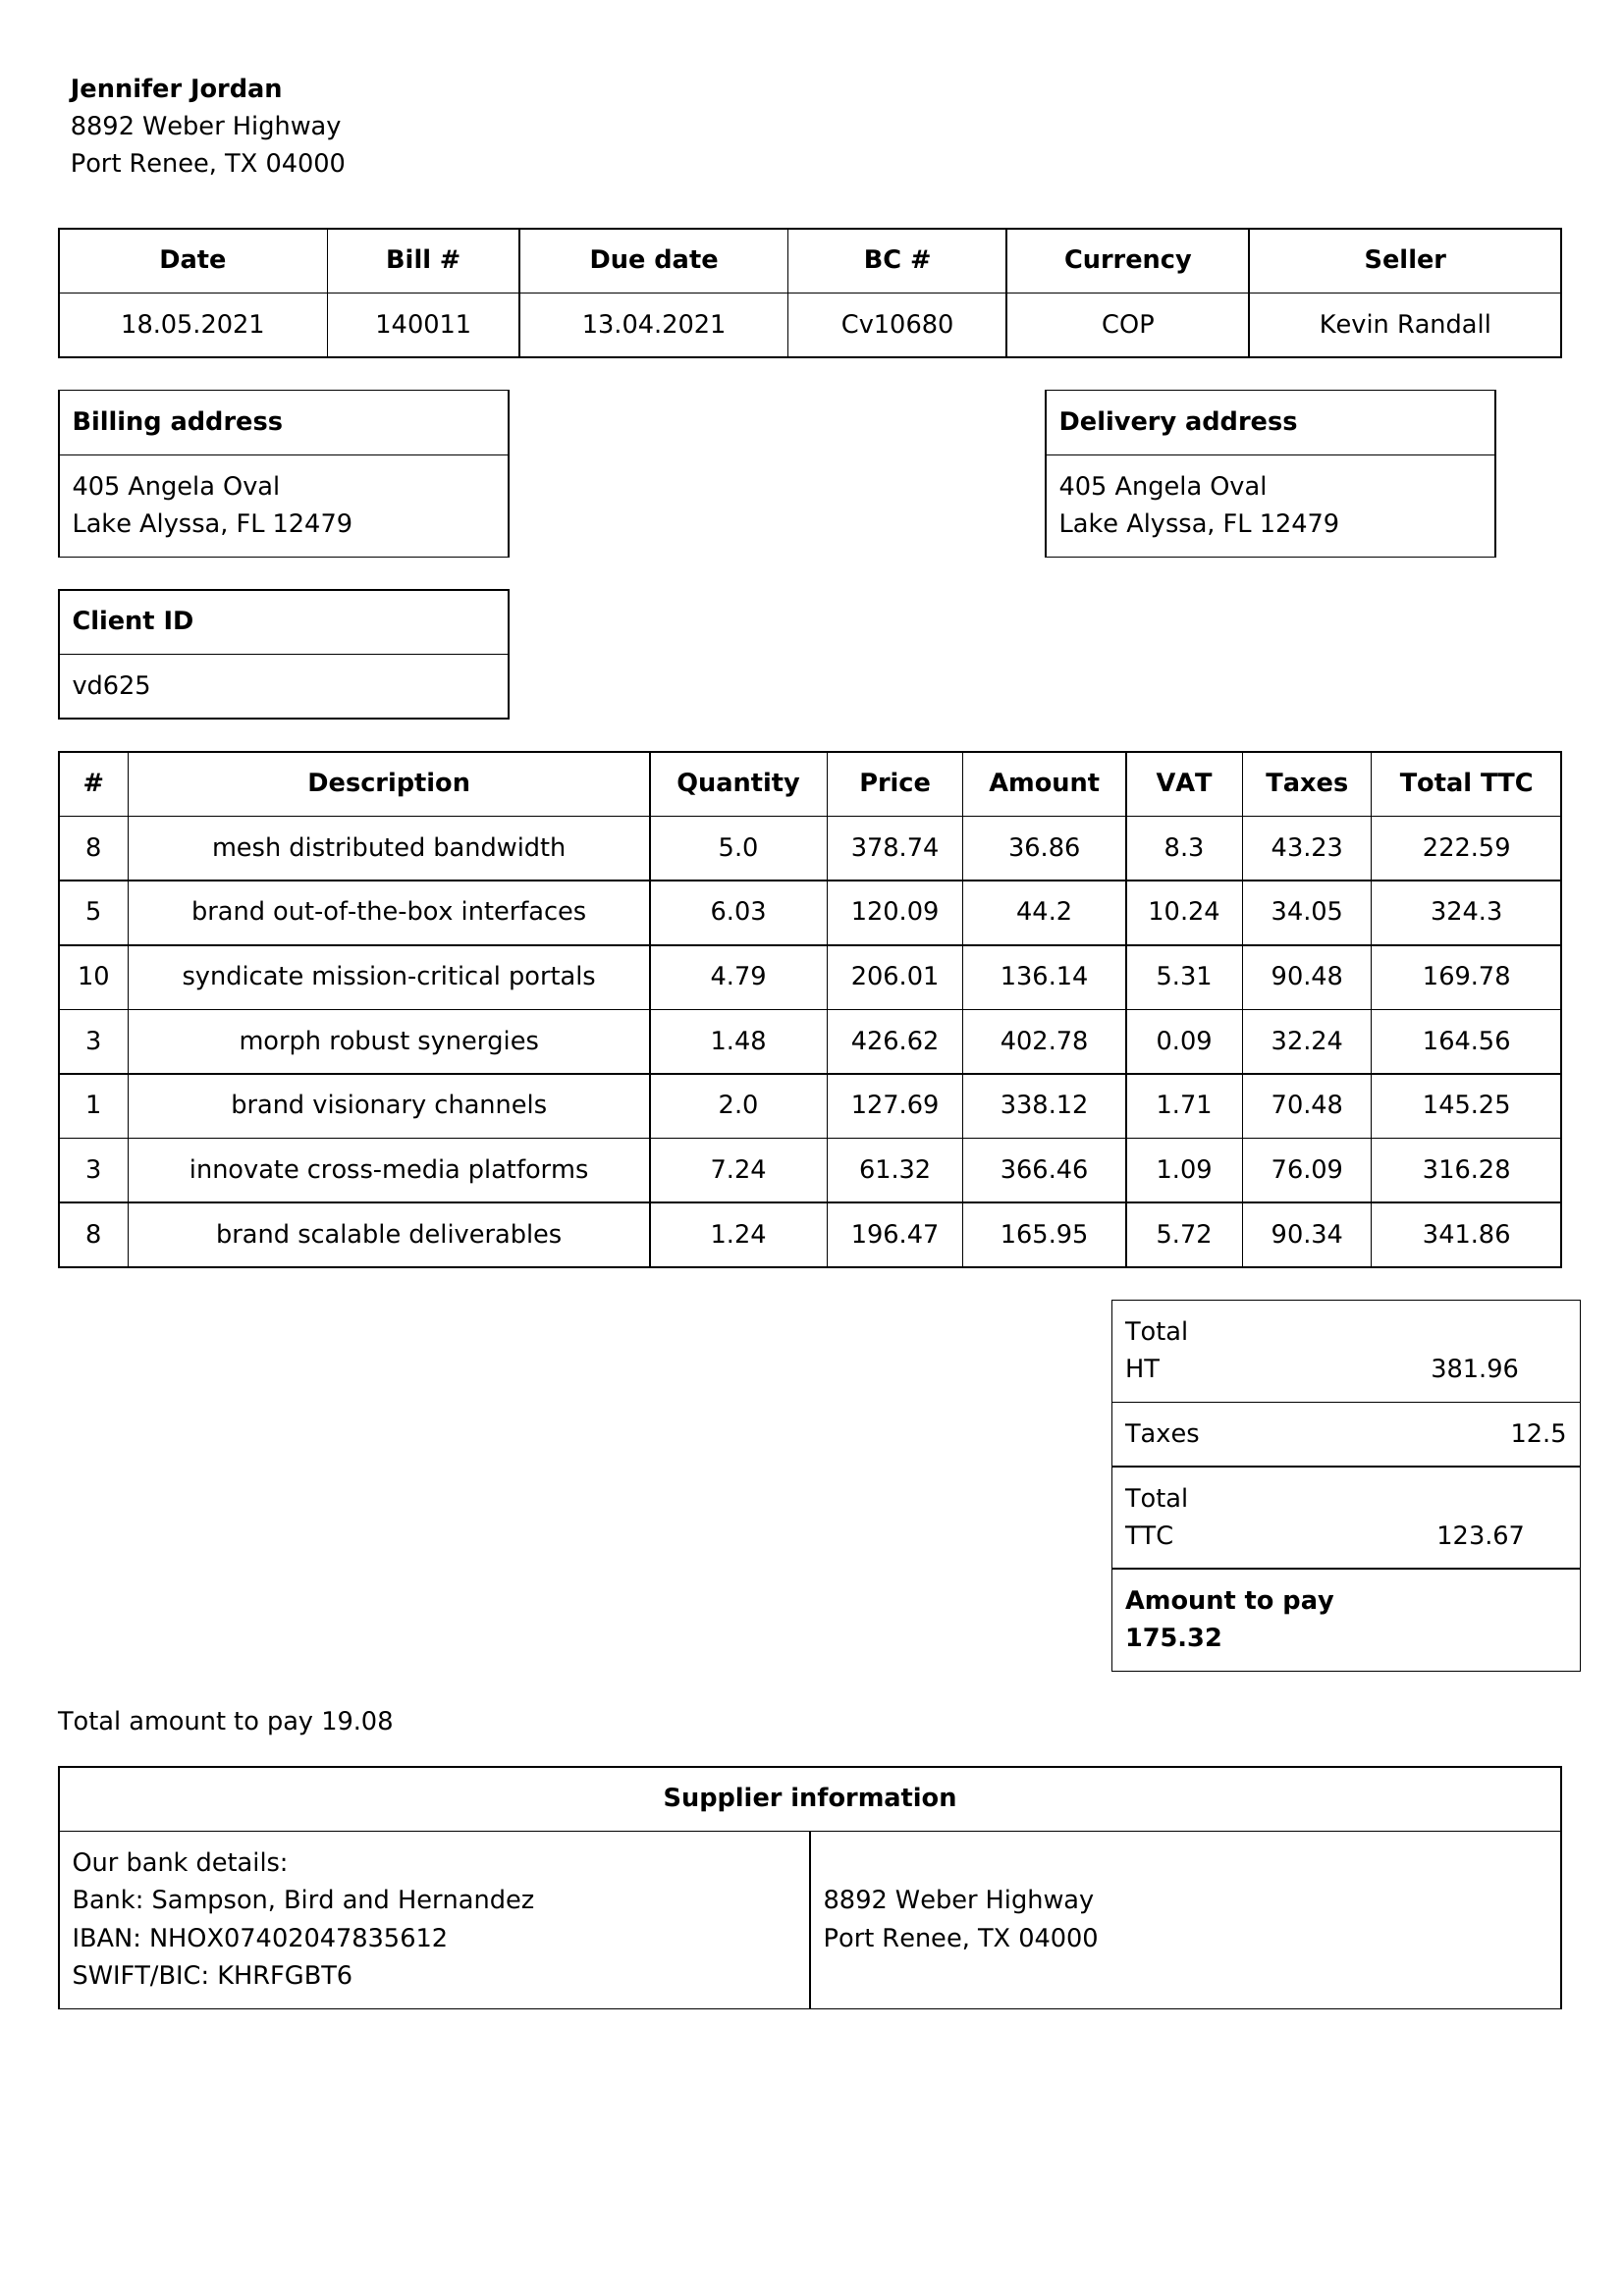 Jennifer Jordan
8892 Weber Highway
Port Renee, TX 04000
Date Bill # Due date BC # Currency Seller
18.05.2021 140011 13.04.2021 Cv10680 COP Kevin Randall
Billing address
405 Angela Oval
Lake Alyssa, FL 12479
Delivery address
405 Angela Oval
Lake Alyssa, FL 12479
Client ID
vd625
# Description Quantity Price Amount VAT Taxes Total TTC
8 mesh distributed bandwidth 5.0 378.74 36.86 8.3 43.23 222.59
5 brand out-of-the-box interfaces 6.03 120.09 44.2 10.24 34.05 324.3
10 syndicate mission-critical portals 4.79 206.01 136.14 5.31 90.48 169.78
3 morph robust synergies 1.48 426.62 402.78 0.09 32.24 164.56
1 brand visionary channels 2.0 127.69 338.12 1.71 70.48 145.25
3 innovate cross-media platforms 7.24 61.32 366.46 1.09 76.09 316.28
8 brand scalable deliverables 1.24 196.47 165.95 5.72 90.34 341.86
Total
HT 381.96
Taxes 12.5
Total
TTC 123.67
Amount to pay
175.32
Total amount to pay 19.08
Supplier information
Our bank details:
Bank: Sampson, Bird and Hernandez
IBAN: NHOX07402047835612
SWIFT/BIC: KHRFGBT6
8892 Weber Highway
Port Renee, TX 04000